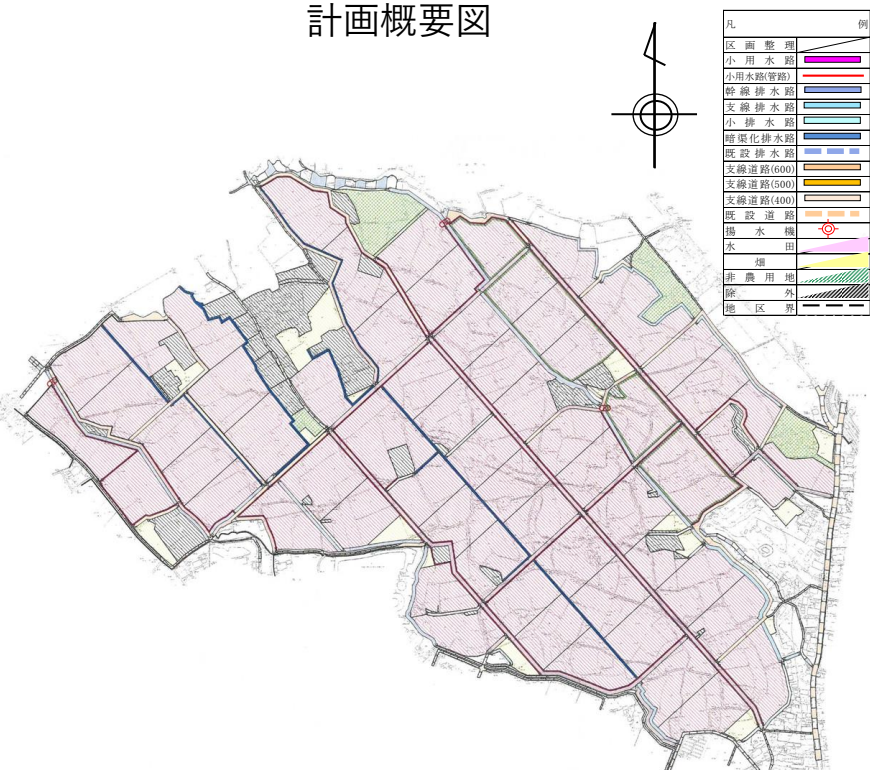 計画概要図
凡 例
区画整理
小用水路
小用水路(管路)
幹線排水路
支線排水路
小排水路
暗渠化排水路
既設排水路
支線道路(600)
支線道路(500)
支線道路(400)
既設道路
揚水機
水田
畑
非農用地
除外
地区界